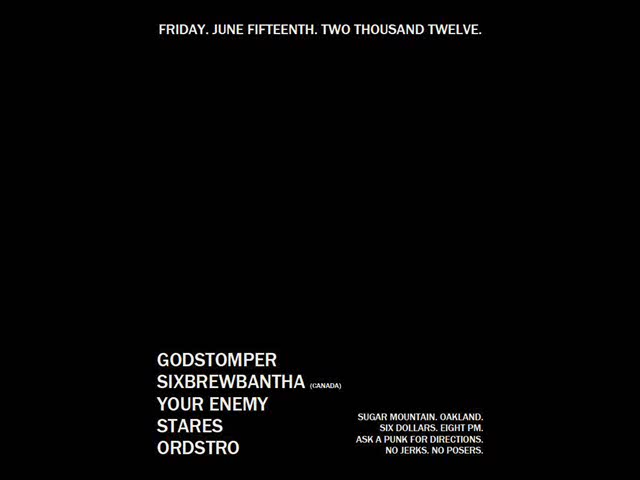 FRIDAY. JUNE FIFTEENTH. TWO THOUSAND TWELVE.
GODSTOMPER
SIXBREWBANTHA (CANADA)
YOUR ENEMY
STARES
ORDSTRO
SUGAR MOUNTAIN. OAKLAND.
SIX DOLLARS. EIGHT PM.
ASK A PUNK FOR DIRECTIONS.
NO JERKS. NO POSERS.